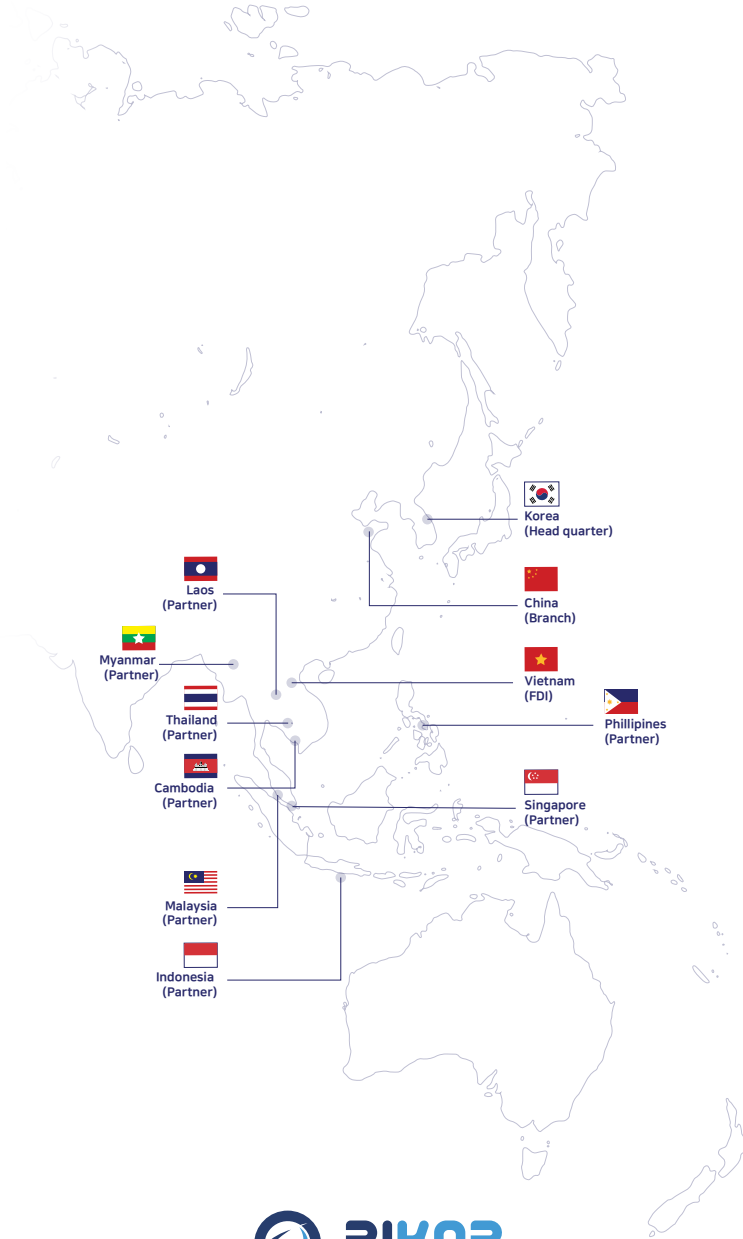 Korea
(Head quarter)
Laos
(Partner)
China
(Branch)
Myanmar
(Partner)
Vietnam
(FDI)
Thailand
(Partner)
Phillipines
(Partner)
Cambodia
(Partner)
Singapore
(Partner)
Malaysia
(Partner)
Indonesia
(Partner)